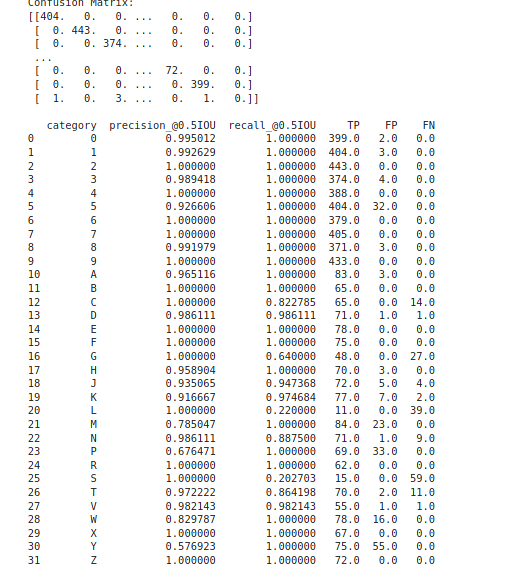 Confusion Matrix:
[[404. 0. 0. ... 0. 0. 0.]
[ 0. 443. 0. ... 0. 0. 0.]
[ 0. 0. 374. ... 0. 0. 0.]
...
[ 0. 0. 0. ... 72. 0. 0.]
[ 0. 0. 0. ... 0. 399. 0.]
[ 1. 0. 3. ... 0. 1. 0.]]
category precision_@0.5IOU recall_@0.5IOU TP FP FN
0 0 0.995012 1.000000 399.0 2.0 0.0
1 1 0.992629 1.000000 404.0 3.0 0.0
2 2 1.000000 1.000000 443.0 0.0 0.0
3 3 0.989418 1.000000 374.0 4.0 0.0
4 4 1.000000 1.000000 388.0 0.0 0.0
5 5 0.926606 1.000000 404.0 32.0 0.0
6 6 1.000000 1.000000 379.0 0.0 0.0
7 7 1.000000 1.000000 405.0 0.0 0.0
8 8 0.991979 1.000000 371.0 3.0 0.0
9 9 1.000000 1.000000 433.0 0.0 0.0
10 A 0.965116 1.000000 83.0 3.0 0.0
11 B 1.000000 1.000000 65.0 0.0 0.0
12 C 1.000000 0.822785 65.0 0.0 14.0
13 D 0.986111 0.986111 71.0 1.0 1.0
14 E 1.000000 1.000000 78.0 0.0 0.0
15 F 1.000000 1.000000 75.0 0.0 0.0
16 G 1.000000 0.640000 48.0 0.0 27.0
17 H 0.958904 1.000000 70.0 3.0 0.0
18 J 0.935065 0.947368 72.0 5.0 4.0
19 K 0.916667 0.974684 77.0 7.0 2.0
20 L 1.000000 0.220000 11.0 0.0 39.0
21 M 0.785047 1.000000 84.0 23.0 0.0
22 N 0.986111 0.887500 71.0 1.0 9.0
23 P 0.676471 1.000000 69.0 33.0 0.0
24 R 1.000000 1.000000 62.0 0.0 0.0
25 S 1.000000 0.202703 15.0 0.0 59.0
26 T 0.972222 0.864198 70.0 2.0 11.0
27 V 0.982143 0.982143 55.0 1.0 1.0
28 W 0.829787 1.000000 78.0 16.0 0.0
29 X 1.000000 1.000000 67.0 0.0 0.0
30 Y 0.576923 1.000000 75.0 55.0 0.0
31 Z 1.000000 1.000000 72.0 0.0 0.0